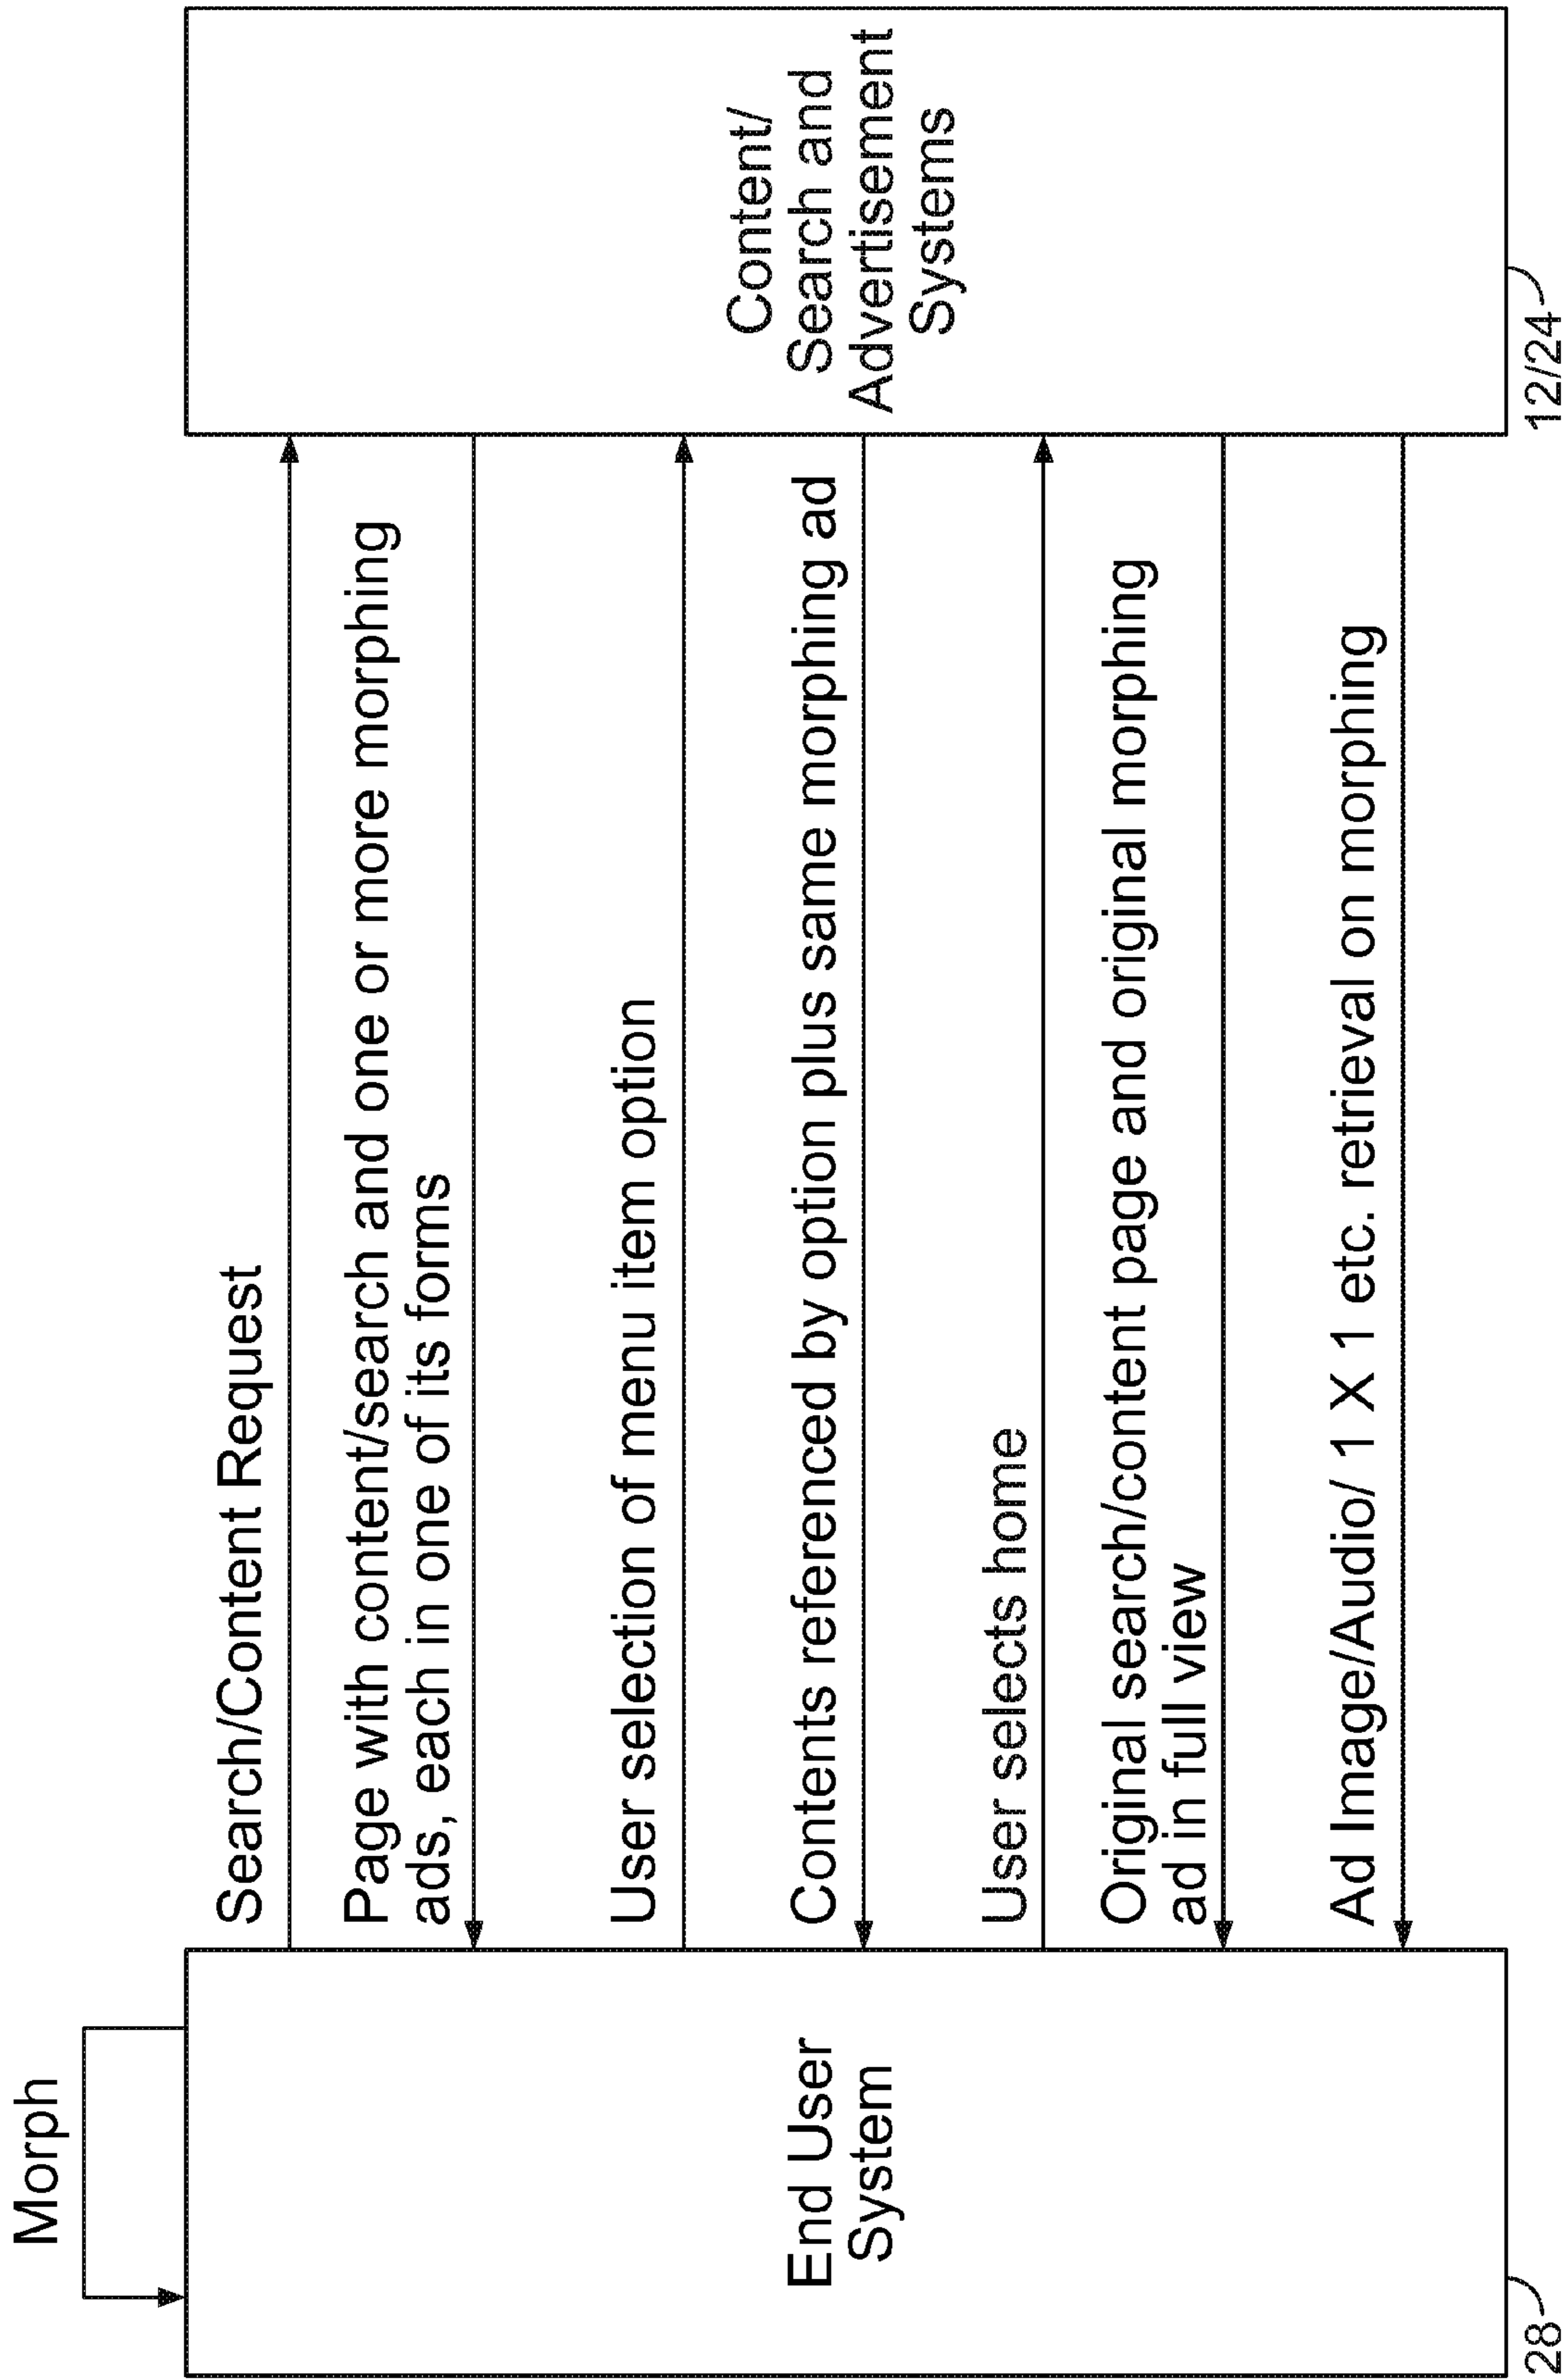 Morph
End User
System
28
Search/Content Request
Page with content/search and one or more morphing
ads, each in one of its forms
User selection of menu item option
Contents referenced by option plus same morphing ad
User selects home
Original search/content page and original morphing
ad in full view
Ad Image/Audio/ 1 X 1 etc. retrieval on morphing
Content/
Search and
Advertisement
Systems
12/24